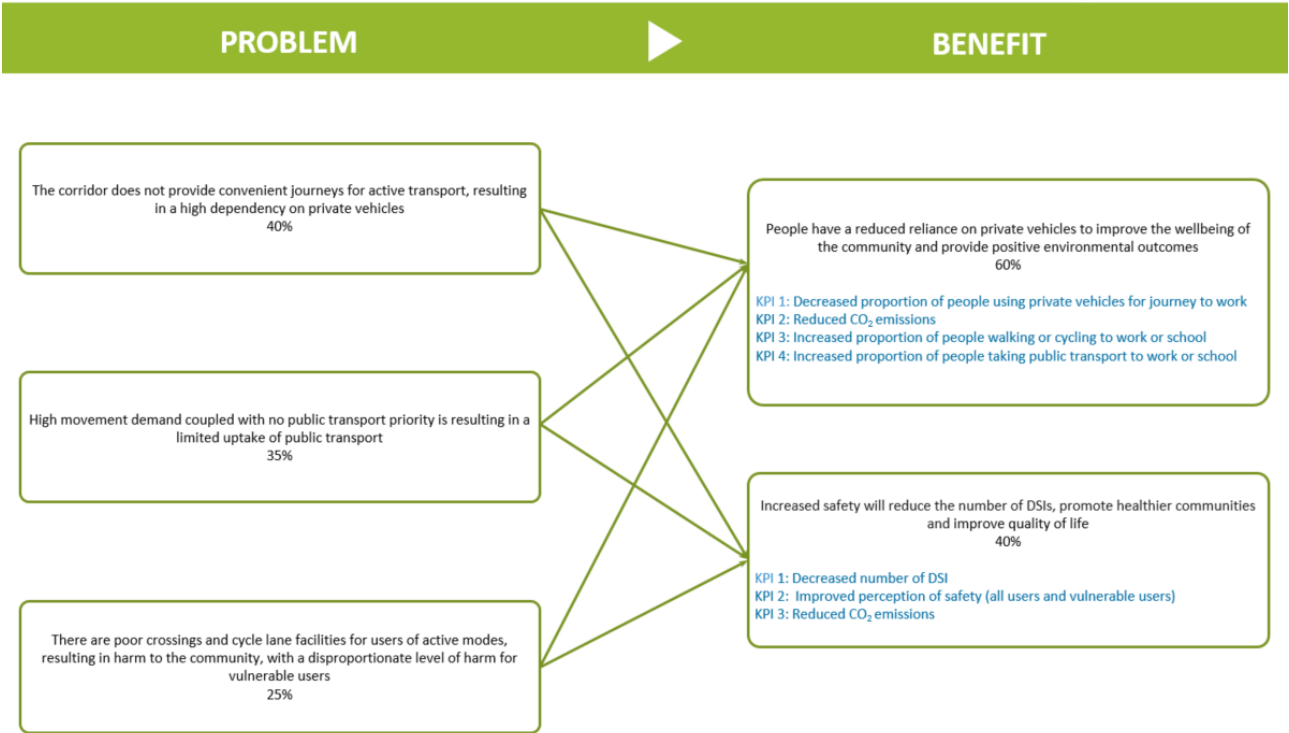 PROBLEM
BENEFIT
The corridor does not provide convenient journeys for active transport, resulting
in a high dependency on private vehicles
40%
High movement demand coupled with no public transport priority is resulting in a
limited uptake of public transport
35%
There are poor crossings and cycle lane facilities for users of active modes,
resulting in harm to the community, with a disproportionate level of harm for
vulnerable users
25%
People have a reduced reliance on private vehicles to improve the wellbeing of
the community and provide positive environmental outcomes
60%
KPI 1: Decreased proportion of people using private vehicles for journey to work
KPI 2: Reduced CO₂ emissions
KPI 3: Increased proportion of people walking or cycling to work or school
KPI 4: Increased proportion of people taking public transport to work or school
Increased safety will reduce the number of DSIs, promote healthier communities
and improve quality of life
40%
KPI 1: Decreased number of DSI
KPI 2: Improved perception of safety (all users and vulnerable users)
KPI 3: Reduced CO₂ emissions